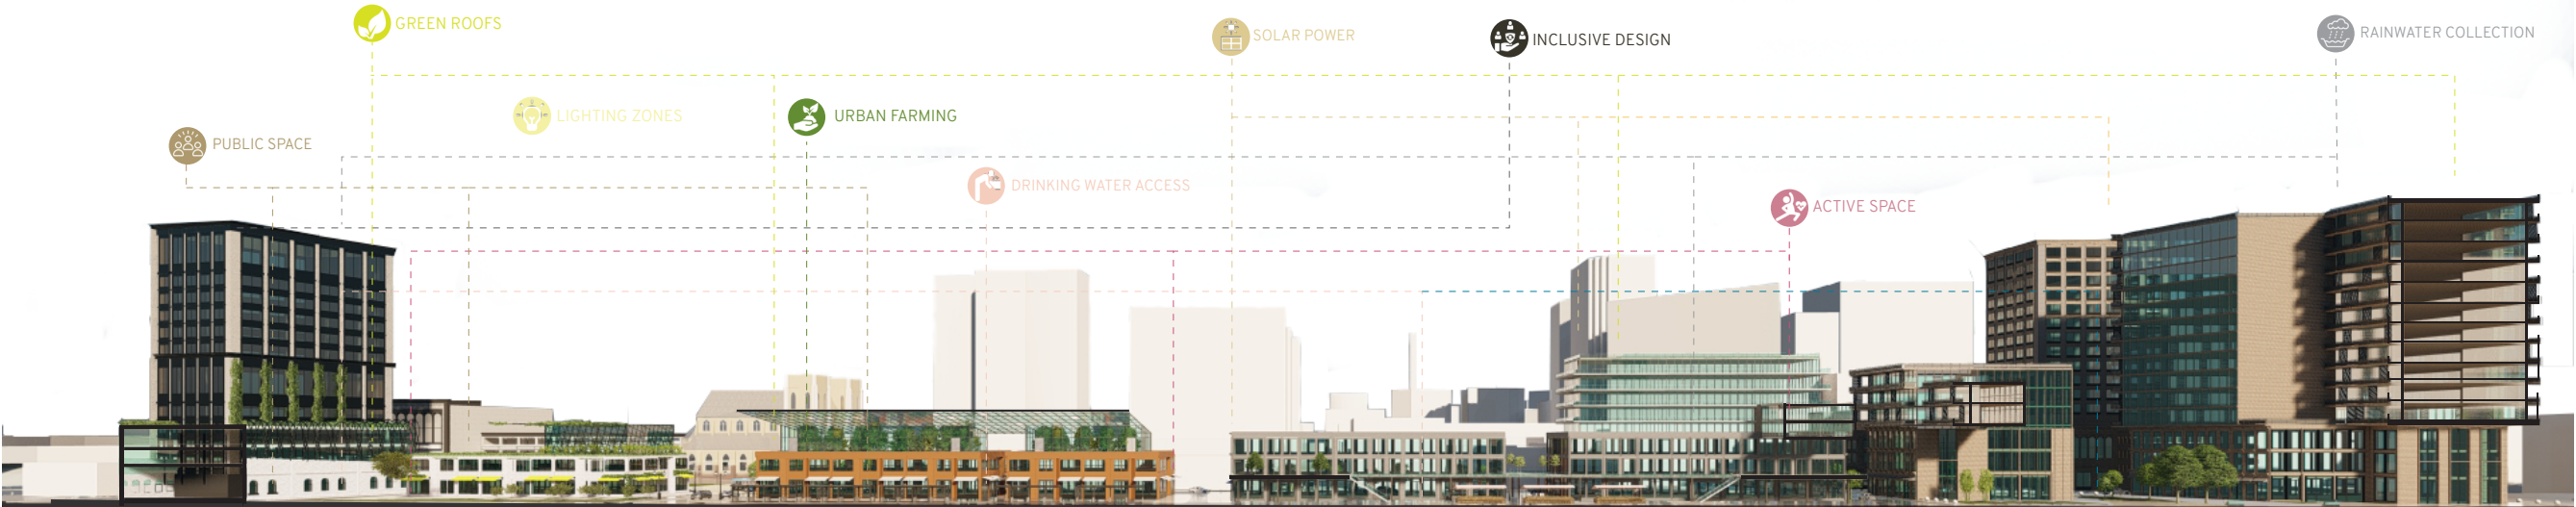 GREEN ROOFS
SOLAR POWER
INCLUSIVE DESIGN
RAINWATER COLLECTION
LIGHTING ZONES
URBAN FARMING
PUBLIC SPACE
DRINKING WATER ACCESS
ACTIVE SPACE